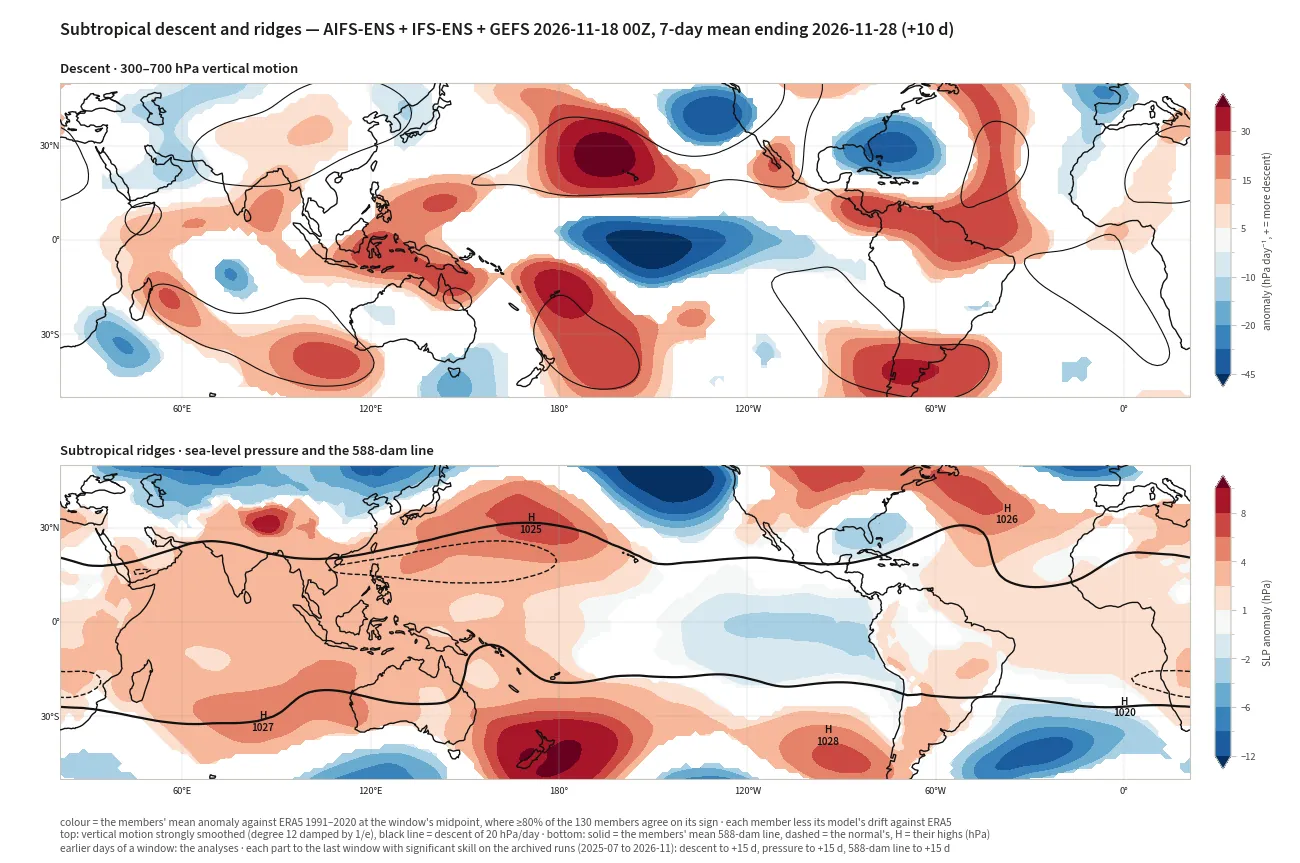 Subtropical descent and ridges — AIFS-ENS + IFS-ENS + GEFS 2026-11-18 00Z, 7-day mean ending 2026-11-28 (+10 d)
Descent · 300–700 hPa vertical motion
30°N
0°
30°S
60°E
120°E
180°
120°W
60°W
0°
30
15
5
−10
−20
−45
anomaly (hPa day⁻¹, + = more descent)
Subtropical ridges · sea-level pressure and the 588-dam line
30°N
0°
30°S
H
1025
H
1026
H
1027
H
1028
H
1020
60°E
120°E
180°
120°W
60°W
0°
8
4
1
−2
−6
−12
SLP anomaly (hPa)
colour = the members' mean anomaly against ERA5 1991–2020 at the window's midpoint, where ≥80% of the 130 members agree on its sign · each member less its model's drift against ERA5
top: vertical motion strongly smoothed (degree 12 damped by 1/e), black line = descent of 20 hPa/day · bottom: solid = the members' mean 588-dam line, dashed = the normal's, H = their highs (hPa)
earlier days of a window: the analyses · each part to the last window with significant skill on the archived runs (2025-07 to 2026-11): descent to +15 d, pressure to +15 d, 588-dam line to +15 d